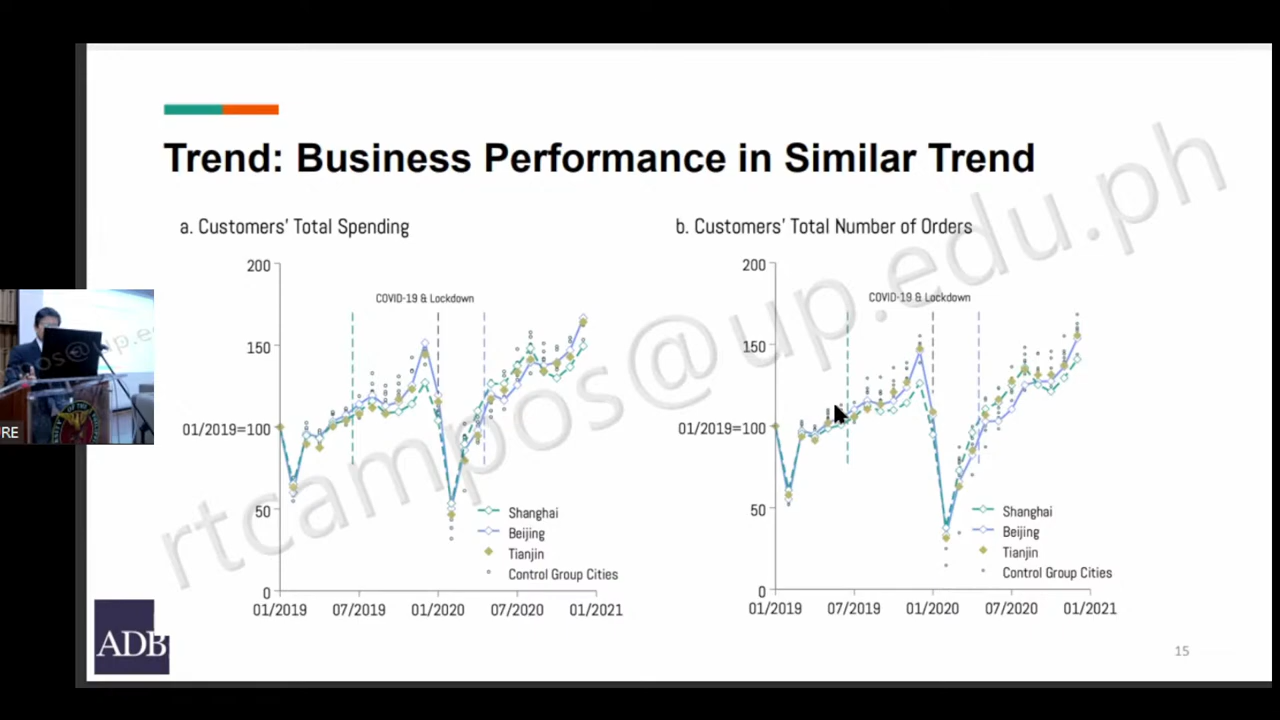 Trend: Business Performance in Similar Trend
a. Customers' Total Spending
200
COVID-19 & Lockdown
150
01/2019=100
50
0
01/2019 07/2019 01/2020 07/2020 01/2021
Shanghai
Beijing
Tianjin
Control Group Cities
b. Customers' Total Number of Orders
200
COVID-19 & Lockdown
150
01/2019=100
50
0
01/2019 07/2019 01/2020 07/2020 01/2021
Shanghai
Beijing
Tianjin
Control Group Cities
rtcampos@up.edu.ph
RE
ADB
15